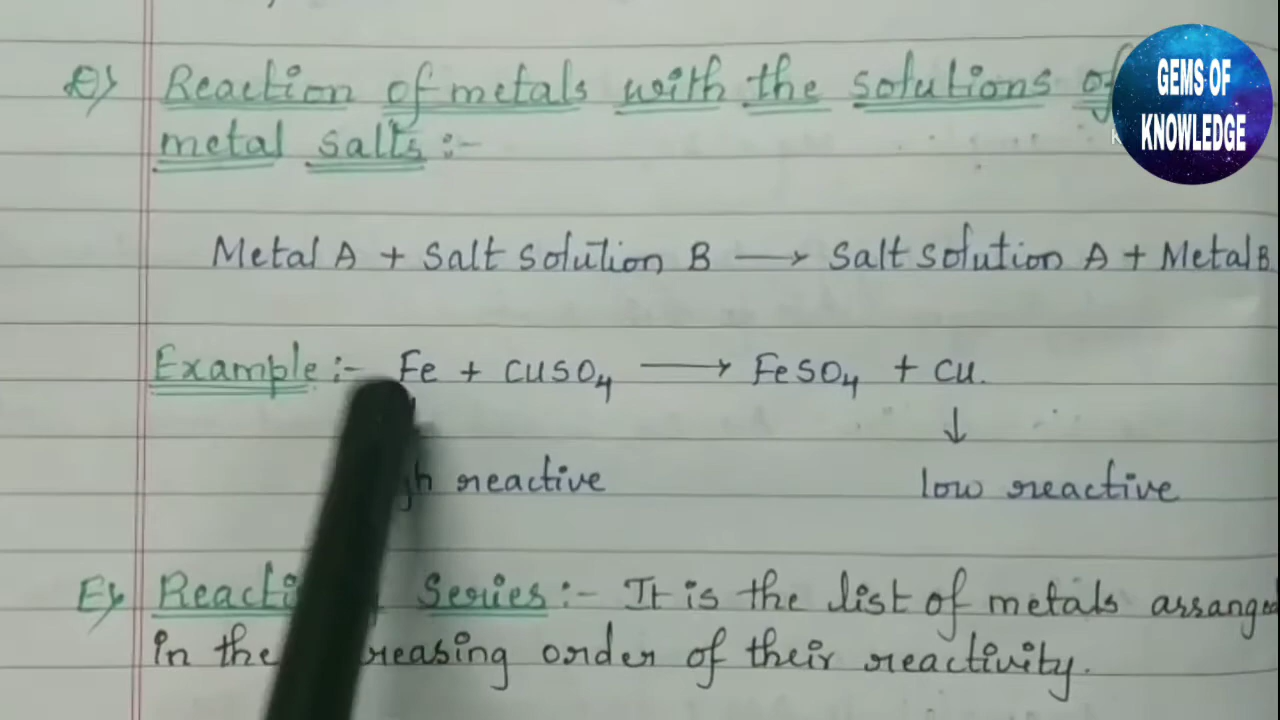 D) Reaction of metals with the solutions of
metal salts :-
Metal A + Salt solution B → Salt solution A + Metal B
Example :- Fe + CuSO4 → FeSO4 + Cu.
↓
reactive low reactive
E) Series :- It is the list of metals
in the order of their reactivity.
GEMS OF
KNOWLEDGE